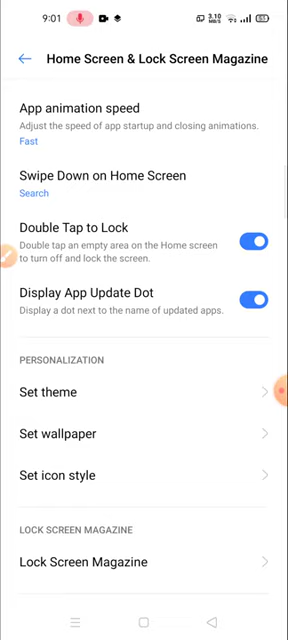 9:01
3.10
KB/S
Home Screen & Lock Screen Magazine
App animation speed
Adjust the speed of app startup and closing animations.
Fast
Swipe Down on Home Screen
Search
Double Tap to Lock
Double tap an empty area on the Home screen
to turn off and lock the screen.
Display App Update Dot
Display a dot next to the name of updated apps.
PERSONALIZATION
Set theme
Set wallpaper
Set icon style
LOCK SCREEN MAGAZINE
Lock Screen Magazine